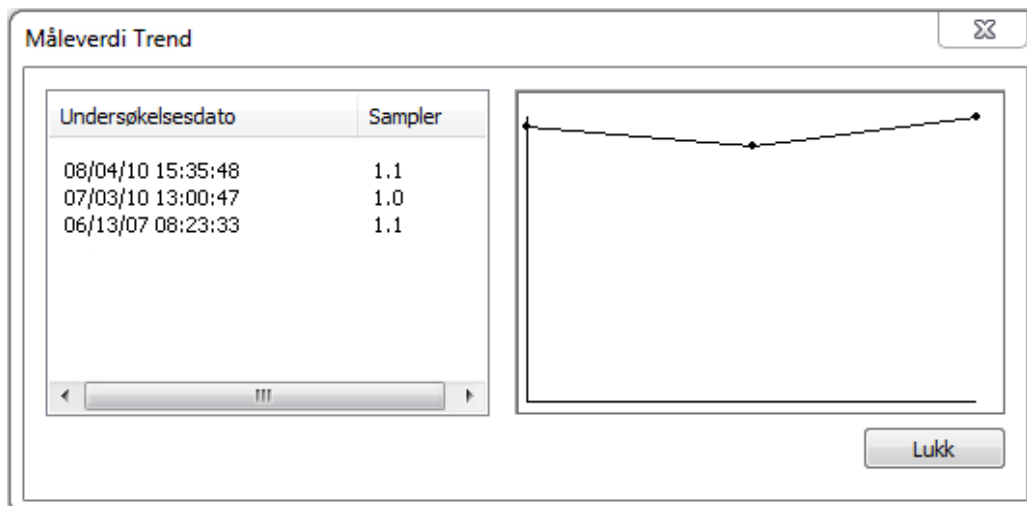 Måleverdi Trend
Undersøkelsesdato Sampler
08/04/10 15:35:48 1.1
07/03/10 13:00:47 1.0
06/13/07 08:23:33 1.1
Lukk